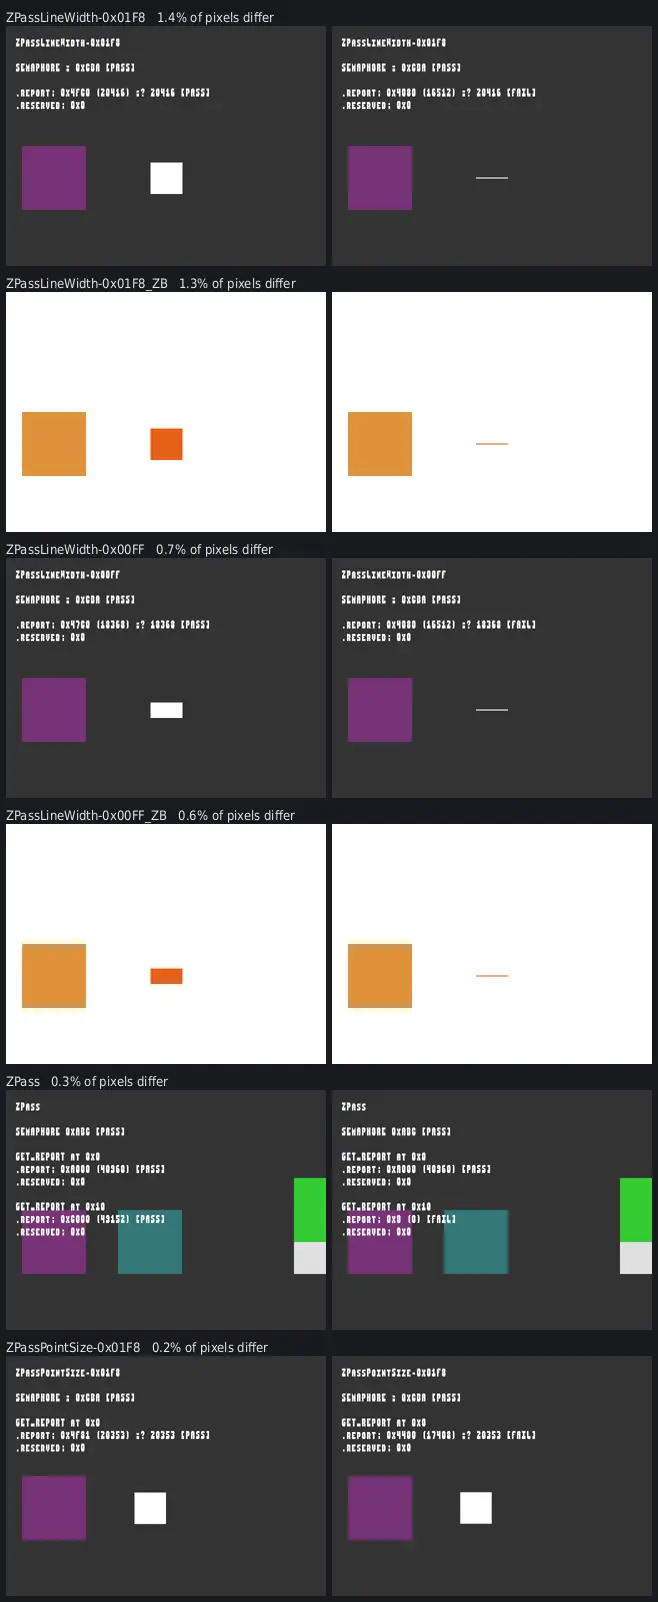 ZPassLineWidth-0x01F8 1.4% of pixels differ
ZPassLineWidth-0x01F8
ZPassLineWidth-0x01F8
Semaphore : 0xCBA [PASS]
Semaphore : 0xCBA [PASS]
.report: 0x4FC0 (20416) =? 20416 [PASS]
.reserved: 0x0
.report: 0x4080 (16512) =? 20416 [FAIL]
.reserved: 0x0
ZPassLineWidth-0x01F8_ZB 1.3% of pixels differ
ZPassLineWidth-0x00FF 0.7% of pixels differ
ZPassLineWidth-0x00FF
ZPassLineWidth-0x00FF
Semaphore : 0xCBA [PASS]
Semaphore : 0xCBA [PASS]
.report: 0x47C0 (18368) =? 18368 [PASS]
.reserved: 0x0
.report: 0x4080 (16512) =? 18368 [FAIL]
.reserved: 0x0
ZPassLineWidth-0x00FF_ZB 0.6% of pixels differ
ZPass 0.3% of pixels differ
ZPass
Semaphore 0xABC [PASS]
GET_REPORT at 0x0
.report: 0xA000 (40960) [PASS]
.reserved: 0x0
GET_REPORT at 0x10
.report: 0xC000 (49152) [PASS]
.reserved: 0x0
ZPass
Semaphore 0xABC [PASS]
GET_REPORT at 0x0
.report: 0xA000 (40960) [PASS]
.reserved: 0x0
GET_REPORT at 0x10
.report: 0x0 (0) [FAIL]
.reserved: 0x0
ZPassPointSize-0x01F8 0.2% of pixels differ
ZPassPointSize-0x01F8
Semaphore : 0xCBA [PASS]
GET_REPORT at 0x0
.report: 0x4F81 (20353) =? 20353 [PASS]
.reserved: 0x0
ZPassPointSize-0x01F8
Semaphore : 0xCBA [PASS]
GET_REPORT at 0x0
.report: 0x4400 (17408) =? 20353 [FAIL]
.reserved: 0x0